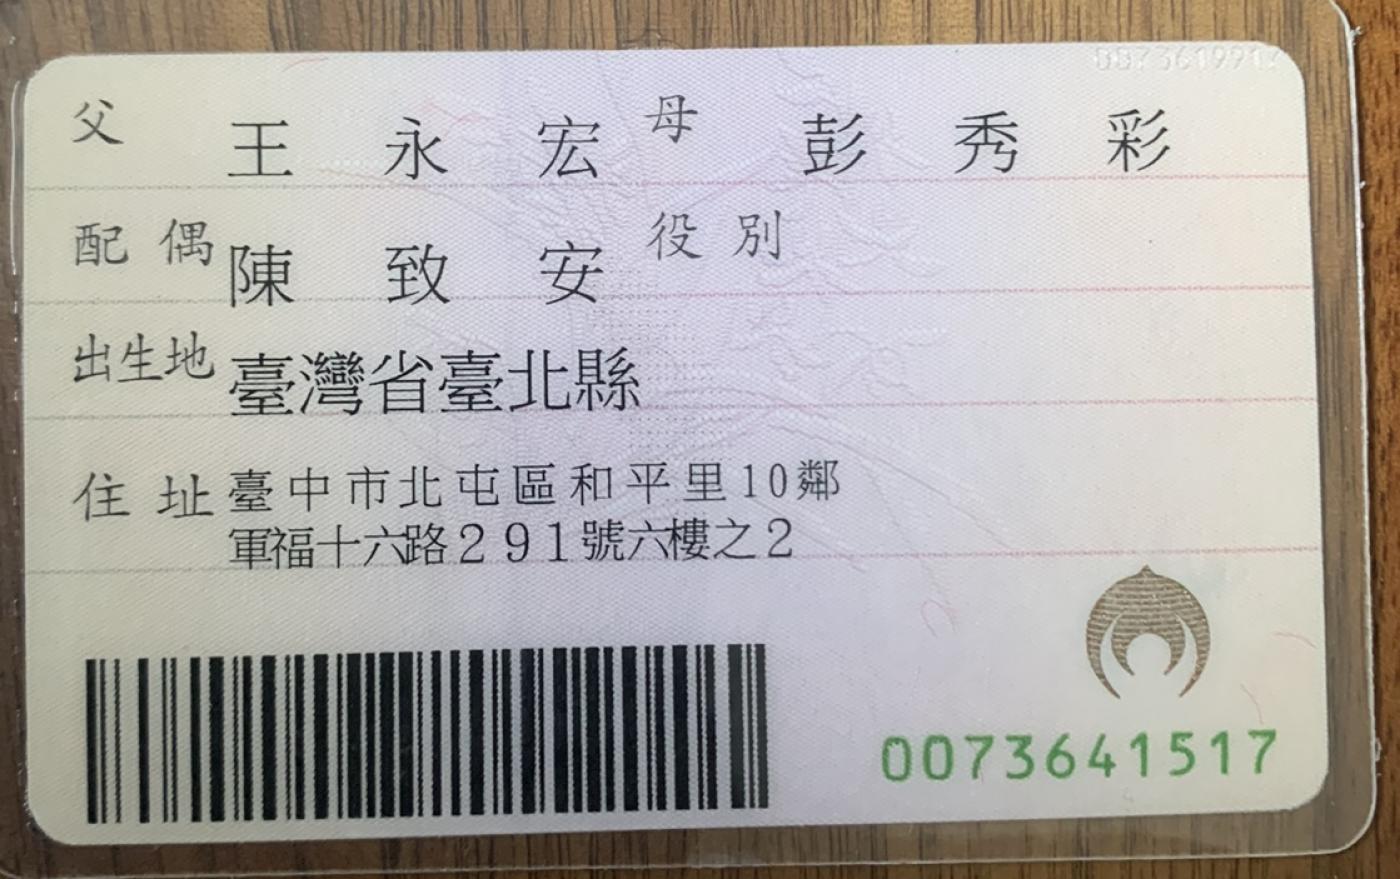 父 王永宏 母 彭秀彩
配偶 陳致安 役別
出生地 臺灣省臺北縣
住址 臺中市北屯區和平里10鄰
軍福十六路291號六樓之2
0073641517